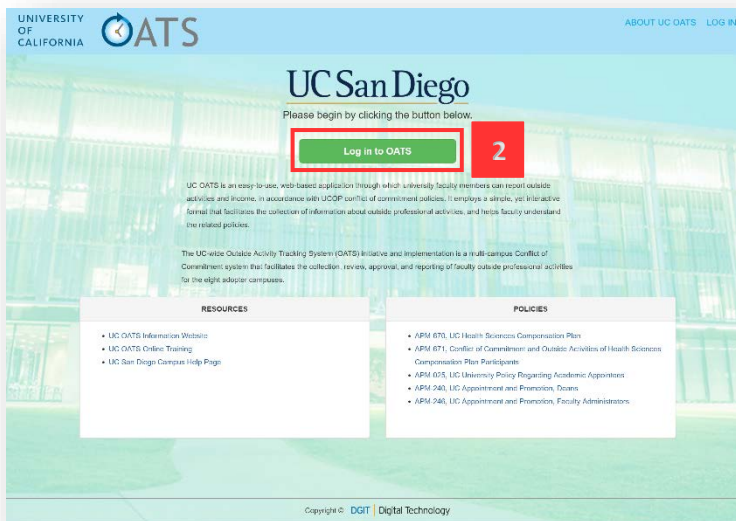 UNIVERSITY
OF
CALIFORNIA
OATS
ABOUT UC OATS LOG IN
UC San Diego
Please begin by clicking the button below.
Log in to OATS
2
UC OATS is an easy-to-use, web-based application through which university faculty members can report outside
activities and income, in accordance with UCOP conflict of commitment policies. It employs a simple, yet interactive
format that facilitates the collection of information about outside professional activities, and helps faculty understand
the related policies.
The UC-wide Outside Activity Tracking System (OATS) initiative and implementation is a multi-campus Conflict of
Commitment system that facilitates the collection, review, approval, and reporting of faculty outside professional activities
for the eight adopter campuses.
RESOURCES
• UC OATS Information Website
• UC OATS Online Training
• UC San Diego Campus Help Page
POLICIES
• APM 670, UC Health Sciences Compensation Plan
• APM 671, Conflict of Commitment and Outside Activities of Health Sciences
Compensation Plan Participants
• APM 025, UC University Policy Regarding Academic Appointees
• APM 240, UC Appointment and Promotion, Deans
• APM 246, UC Appointment and Promotion, Faculty Administrators
Copyright © DGIT | Digital Technology